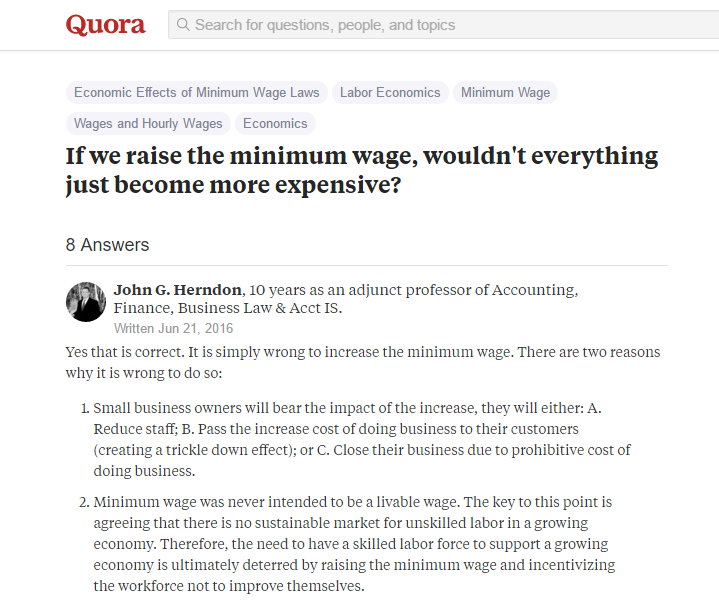 Quora
Search for questions, people, and topics
Economic Effects of Minimum Wage Laws
Labor Economics
Minimum Wage
Wages and Hourly Wages
Economics
If we raise the minimum wage, wouldn't everything
just become more expensive?
8 Answers
John G. Herndon, 10 years as an adjunct professor of Accounting,
Finance, Business Law & Acct IS.
Written Jun 21, 2016
Yes that is correct. It is simply wrong to increase the minimum wage. There are two reasons
why it is wrong to do so:
1. Small business owners will bear the impact of the increase, they will either: A.
Reduce staff; B. Pass the increase cost of doing business to their customers
(creating a trickle down effect); or C. Close their business due to prohibitive cost of
doing business.
2. Minimum wage was never intended to be a livable wage. The key to this point is
agreeing that there is no sustainable market for unskilled labor in a growing
economy. Therefore, the need to have a skilled labor force to support a growing
economy is ultimately deterred by raising the minimum wage and incentivizing
the workforce not to improve themselves.